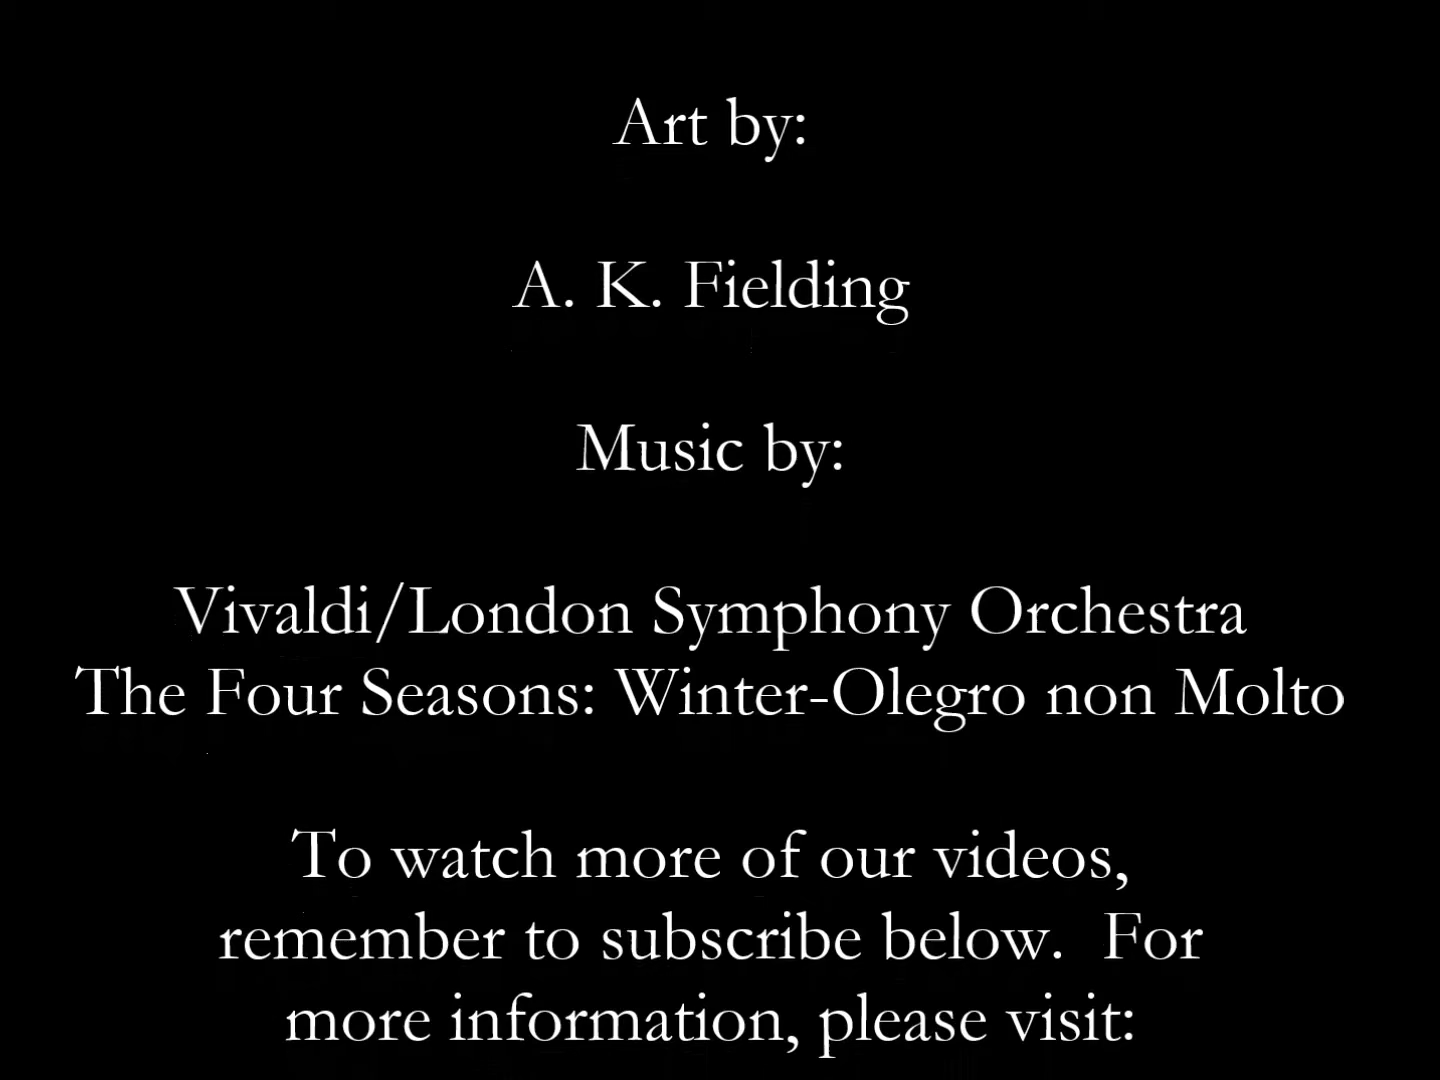 Art by:
A. K. Fielding
Music by:
Vivaldi/London Symphony Orchestra
The Four Seasons: Winter-Olegro non Molto
To watch more of our videos,
remember to subscribe below.  For
more information, please visit: